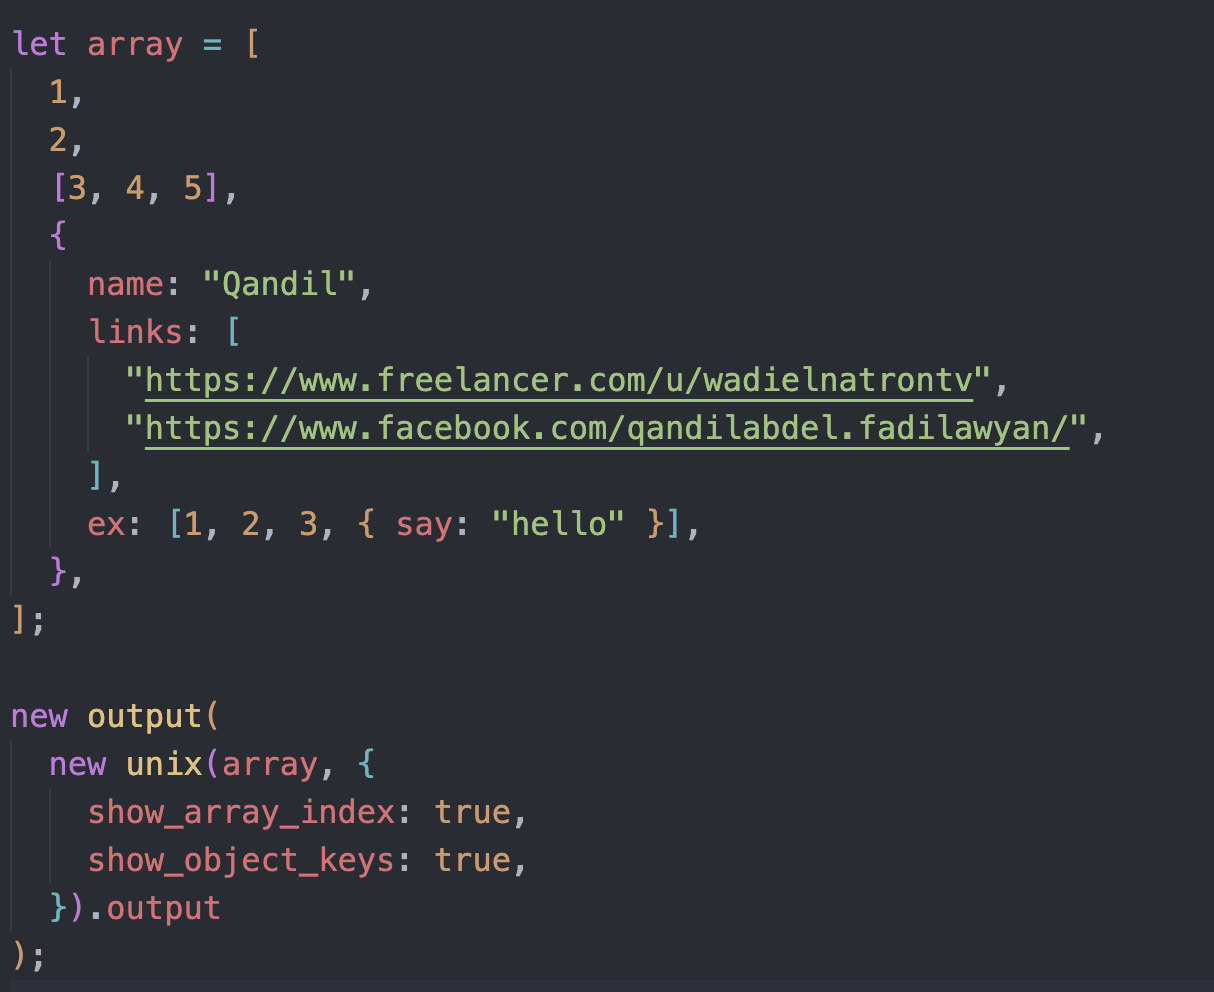 let array = [
  1,
  2,
  [3, 4, 5],
  {
    name: "Qandil",
    links: [
      "https://www.freelancer.com/u/wadielnatrontv",
      "https://www.facebook.com/qandilabdel.fadilawyan/",
    ],
    ex: [1, 2, 3, { say: "hello" }],
  },
];

new output(
  new unix(array, {
    show_array_index: true,
    show_object_keys: true,
  }).output
);